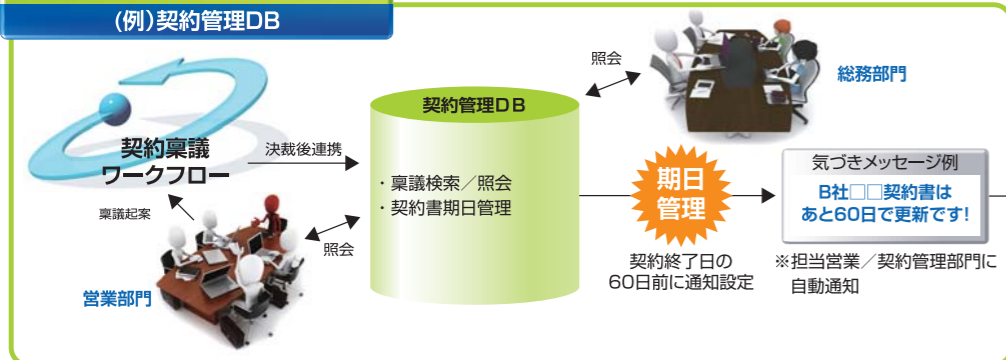 (例)契約管理DB
照会
総務部門
契約管理DB
契約稟議
ワークフロー
決裁後連携
・稟議検索／照会
・契約書期日管理
期日
管理
気づきメッセージ例
B社□□契約書は
あと60日で更新です!
稟議起案
照会
営業部門
契約終了日の
60日前に通知設定
※担当営業／契約管理部門に
自動通知